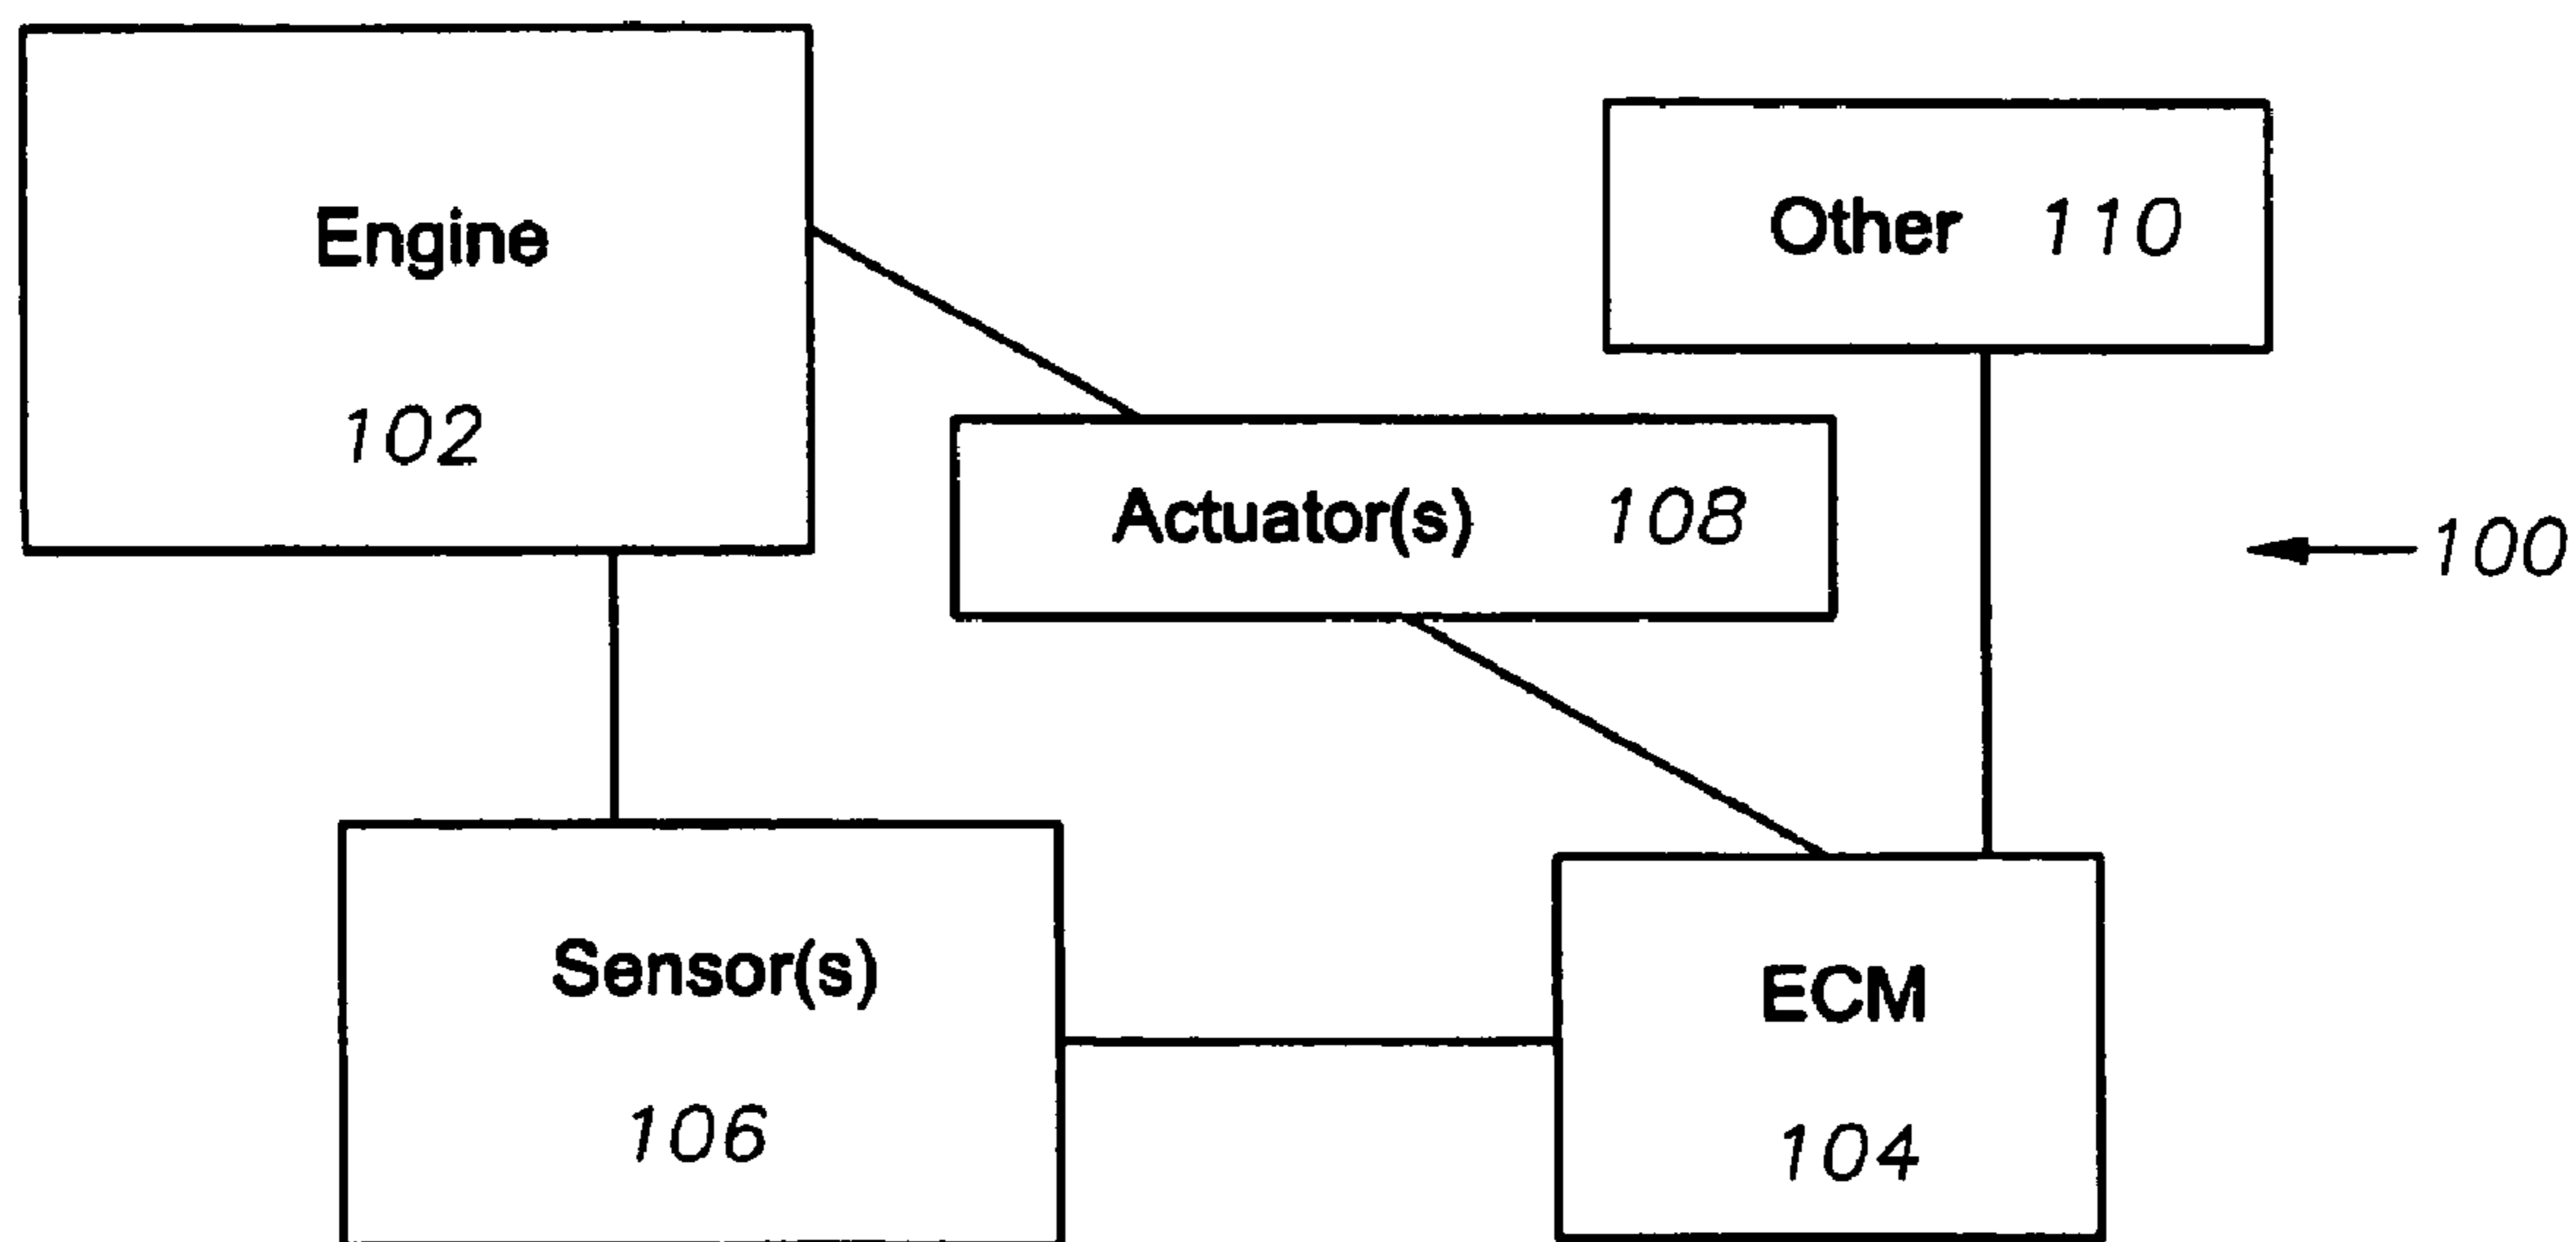 Engine
102
Other 110
Actuator(s) 108
100
Sensor(s)
106
ECM
104